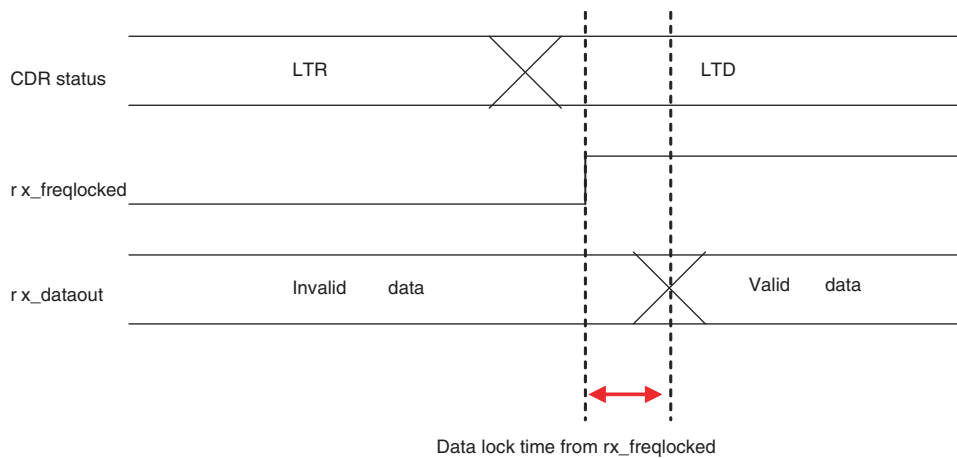 CDR status
LTR
LTD
r x_freqlocked
r x_dataout
Invalid data
Valid data
Data lock time from rx_freqlocked